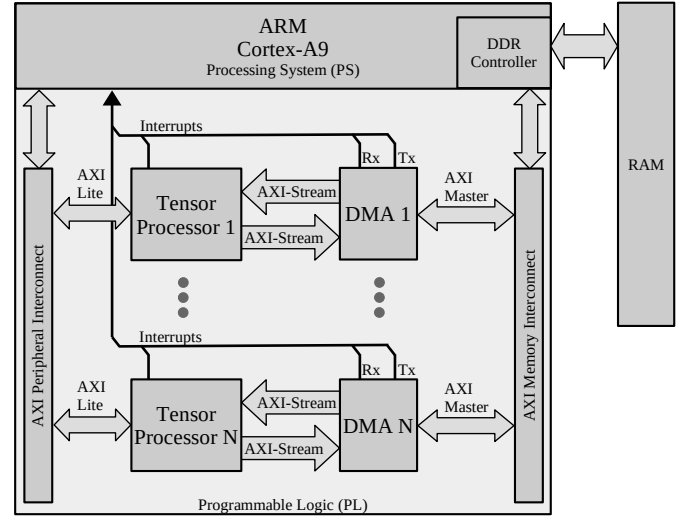 ARM
Cortex-A9
Processing System (PS)
DDR
Controller
RAM
Interrupts
Rx
Tx
AXI
Lite
Tensor
Processor 1
AXI-Stream
AXI-Stream
DMA 1
AXI
Master
AXI Peripheral Interconnect
AXI Memory Interconnect
Interrupts
Rx
Tx
AXI
Lite
Tensor
Processor N
AXI-Stream
AXI-Stream
DMA N
AXI
Master
Programmable Logic (PL)